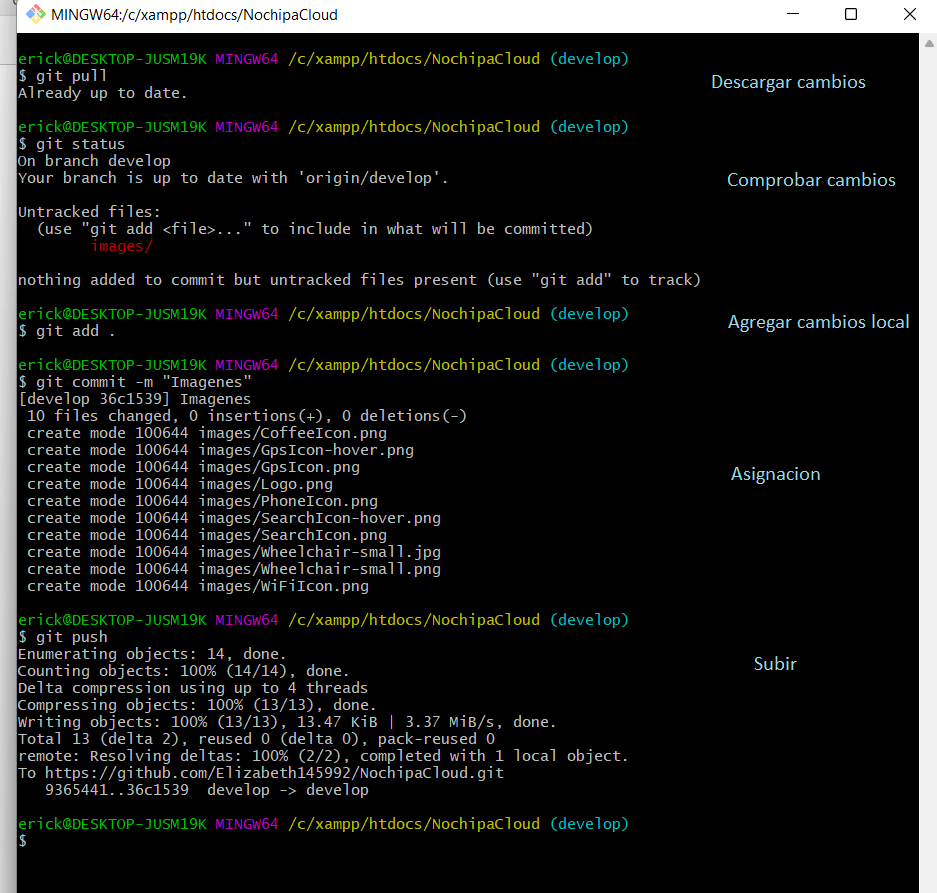 MINGW64:/c/xampp/htdocs/NochipaCloud
erick@DESKTOP-JUSM19K MINGW64 /c/xampp/htdocs/NochipaCloud (develop)
$ git pull
Already up to date.
Descargar cambios
erick@DESKTOP-JUSM19K MINGW64 /c/xampp/htdocs/NochipaCloud (develop)
$ git status
On branch develop
Your branch is up to date with 'origin/develop'.
Comprobar cambios
Untracked files:
(use "git add <file>..." to include in what will be committed)
images/
nothing added to commit but untracked files present (use "git add" to track)
erick@DESKTOP-JUSM19K MINGW64 /c/xampp/htdocs/NochipaCloud (develop)
$ git add .
Agregar cambios local
erick@DESKTOP-JUSM19K MINGW64 /c/xampp/htdocs/NochipaCloud (develop)
$ git commit -m "Imagenes"
[develop 36c1539] Imagenes
10 files changed, 0 insertions(+), 0 deletions(-)
create mode 100644 images/CoffeeIcon.png
create mode 100644 images/GpsIcon-hover.png
create mode 100644 images/GpsIcon.png
Asignacion
create mode 100644 images/Logo.png
create mode 100644 images/PhoneIcon.png
create mode 100644 images/SearchIcon-hover.png
create mode 100644 images/SearchIcon.png
create mode 100644 images/Wheelchair-small.jpg
create mode 100644 images/Wheelchair-small.png
create mode 100644 images/WiFiIcon.png
erick@DESKTOP-JUSM19K MINGW64 /c/xampp/htdocs/NochipaCloud (develop)
$ git push
Enumerating objects: 14, done.
Counting objects: 100% (14/14), done.
Subir
Delta compression using up to 4 threads
Compressing objects: 100% (13/13), done.
Writing objects: 100% (13/13), 13.47 KiB | 3.37 MiB/s, done.
Total 13 (delta 2), reused 0 (delta 0), pack-reused 0
remote: Resolving deltas: 100% (2/2), completed with 1 local object.
To https://github.com/Elizabeth145992/NochipaCloud.git
9365441..36c1539  develop -> develop
erick@DESKTOP-JUSM19K MINGW64 /c/xampp/htdocs/NochipaCloud (develop)
$